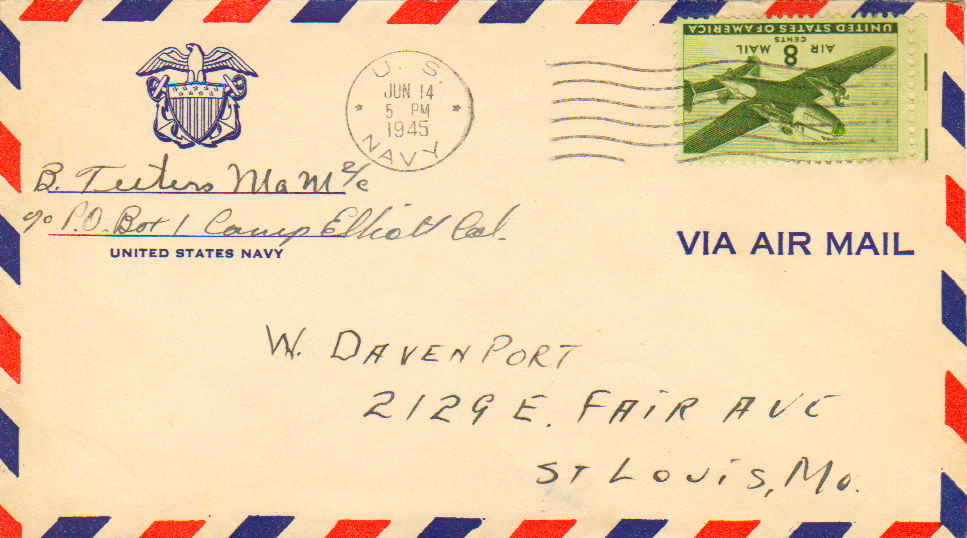 U. S.
JUN 14
5 PM
1945
NAVY
UNITED STATES OF AMERICA
AIR MAIL
8
CENTS
B. Teeters MaM 2/c
c/o P.O. Box 1 Camp Elliott Cal.
UNITED STATES NAVY
VIA AIR MAIL
W. DAVENPORT
2129 E. FAIR AVE
ST LOUIS, MO.